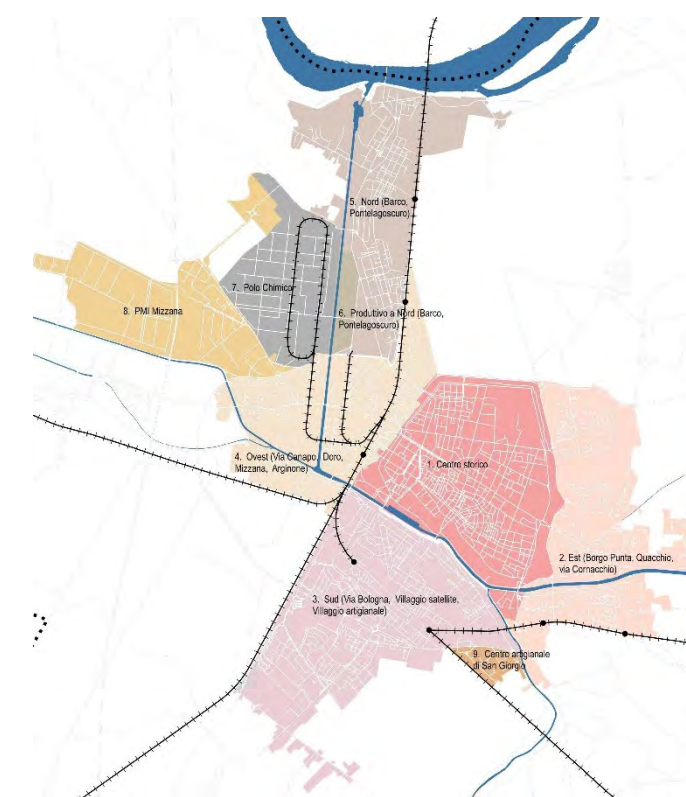 5. Nord (Barco,
Pontelagoscuro)
7. Polo Chimico
8. PMI Mizzana
6. Produttivo a Nord (Barco,
Pontelagoscuro)
4. Ovest (Via Canapo, Doro,
Mizzana, Arginone)
1. Centro storico
2. Est (Borgo Punta, Quacchio,
via Cornacchio)
3. Sud (Via Bologna, Villaggio satellite,
Villaggio artigianale)
9. Centro artigianale
di San Giorgio